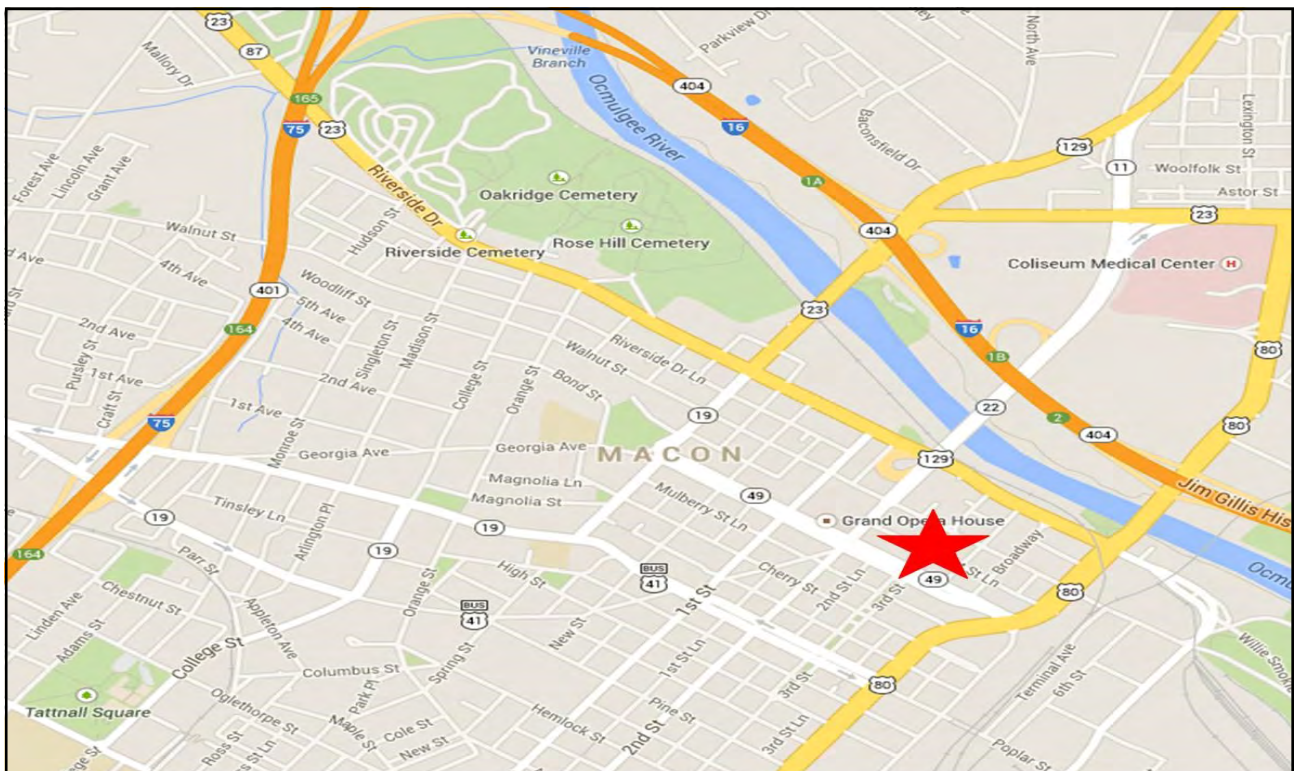 23
Mallory Dr
87
165
75
23
Vineville
Branch
Parkview Dr
North Ave
404
16
Ocmulgee River
Baconsfield Dr
129
11
Lexington St
Woolfolk St
Astor St
23
1A
404
Forest Ave
Lincoln Ave
Grant Ave
Riverside Dr
Oakridge Cemetery
Hudson St
Riverside Cemetery
Rose Hill Cemetery
Coliseum Medical Center
H
Walnut St
4th Ave
401
Woodliff St
5th Ave
4th Ave
d Ave
2nd Ave
164
Singleton St
Madison St
23
16
1B
80
Riverside Dr Ln
Walnut St
Bond St
Pursley St
1st Ave
2nd Ave
College St
Orange St
Craft St
75
1st Ave
Monroe St
Georgia Ave
Georgia Ave
19
22
2
404
80
MACON
129
Magnolia Ln
Magnolia St
49
Mulberry St Ln
Grand Opera House
Jim Gillis His
Tinsley Ln
Arlington Pl
19
19
19
164
Parr St
Orange St
High St
BUS
41
Cherry St
2nd Ln
3rd St
49
St Ln
Broadway
80
Ocmu
Linden Ave
Chestnut St
Adams St
Appleton Ave
BUS
41
New St
1st St
1st St Ln
College St
Columbus St
Spring St
Park Pl
3rd St
80
Terminal Ave
6th St
Willie Smokie
Tattnall Square
Oglethorpe St
Maple St
Cole St
New St
Hemlock St
Pine St
2nd St
3rd St Ln
Poplar St
Ross St
Ross St Ln
ege St